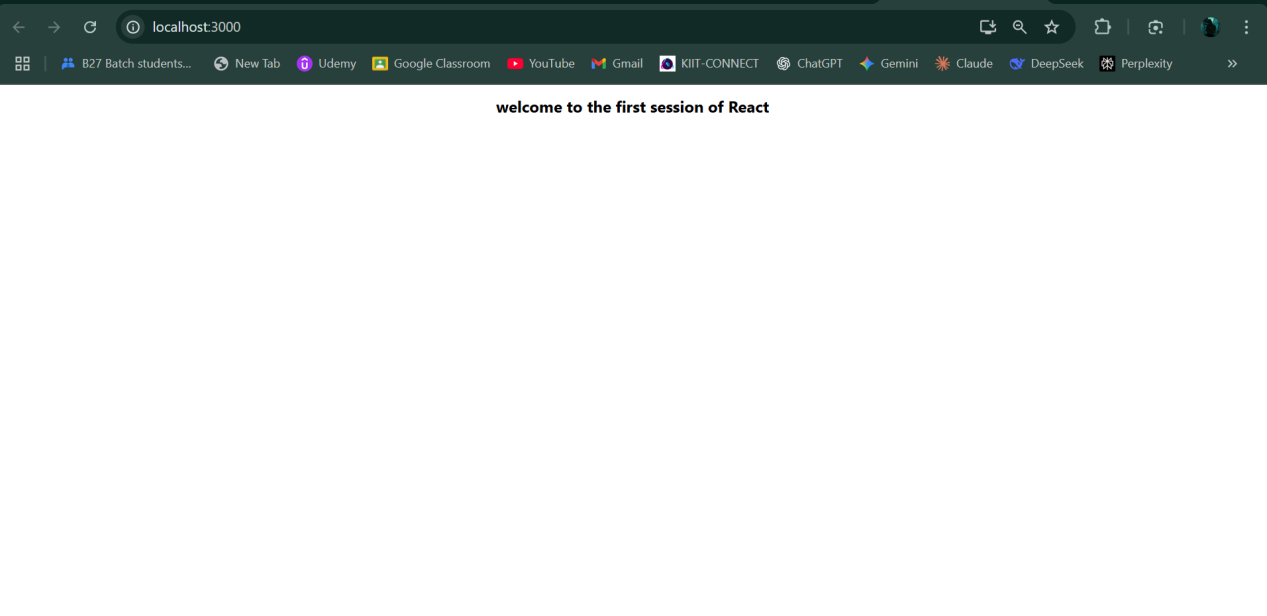 localhost:3000
B27 Batch students... New Tab Udemy Google Classroom YouTube Gmail KIIT-CONNECT ChatGPT Gemini Claude DeepSeek Perplexity
welcome to the first session of React